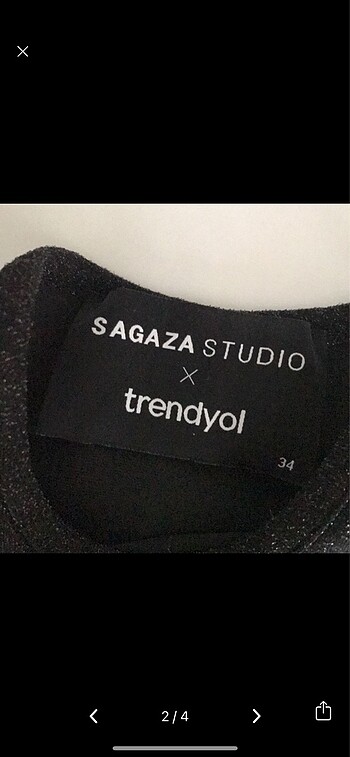 SAGAZA STUDIO
×
trendyol
34
2/4